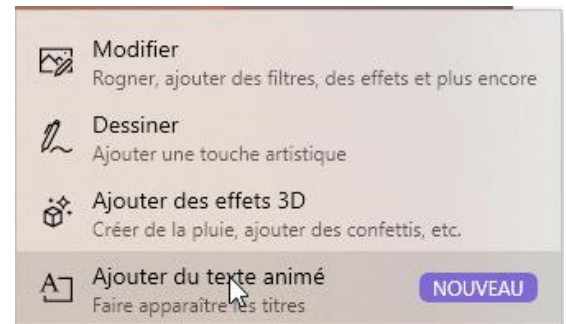 Modifier
Rogner, ajouter des filtres, des effets et plus encore
Dessiner
Ajouter une touche artistique
Ajouter des effets 3D
Créer de la pluie, ajouter des confettis, etc.
Ajouter du texte animé
NOUVEAU
Faire apparaître les titres